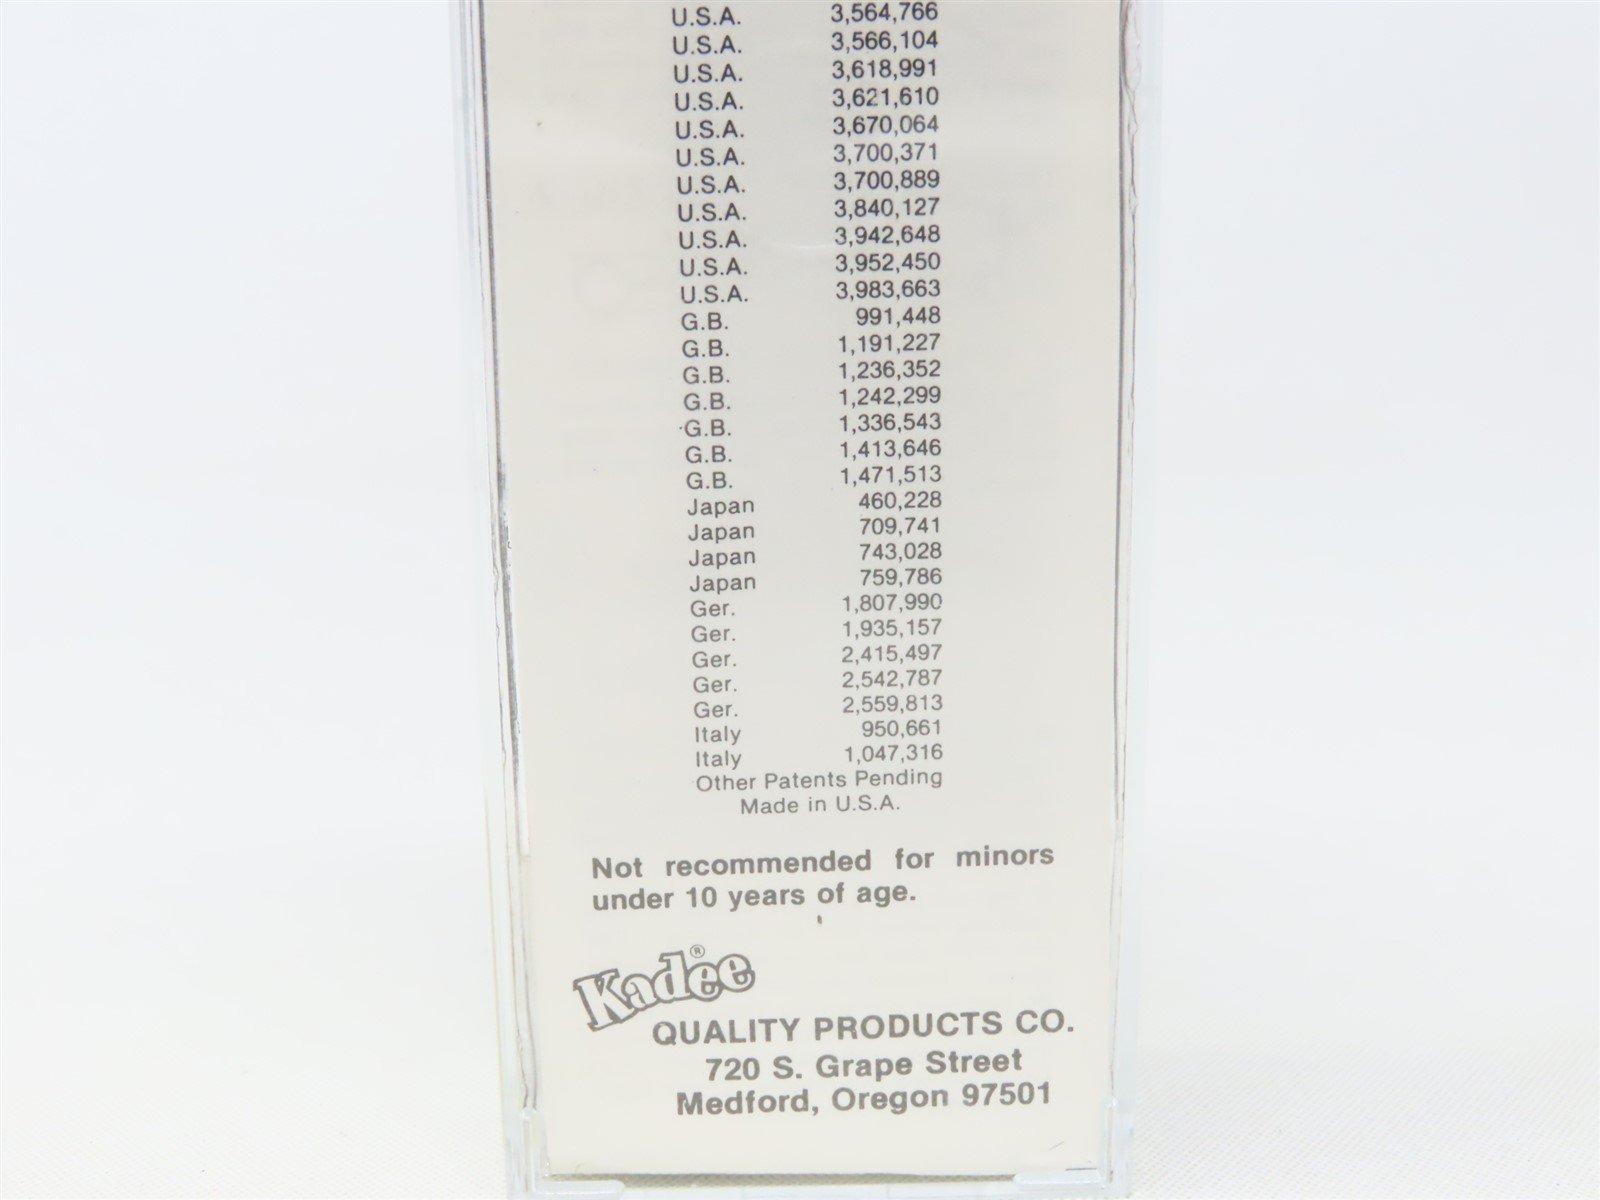 U.S.A. 3,564,766
U.S.A. 3,566,104
U.S.A. 3,618,991
U.S.A. 3,621,610
U.S.A. 3,670,064
U.S.A. 3,700,371
U.S.A. 3,700,889
U.S.A. 3,840,127
U.S.A. 3,942,648
U.S.A. 3,952,450
U.S.A. 3,983,663
G.B. 991,448
G.B. 1,191,227
G.B. 1,236,352
G.B. 1,242,299
G.B. 1,336,543
G.B. 1,413,646
G.B. 1,471,513
Japan 460,228
Japan 709,741
Japan 743,028
Japan 759,786
Ger. 1,807,990
Ger. 1,935,157
Ger. 2,415,497
Ger. 2,542,787
Ger. 2,559,813
Italy 950,661
Italy 1,047,316
Other Patents Pending
Made in U.S.A.
Not recommended for minors
under 10 years of age.
Kadee®
QUALITY PRODUCTS CO.
720 S. Grape Street
Medford, Oregon 97501